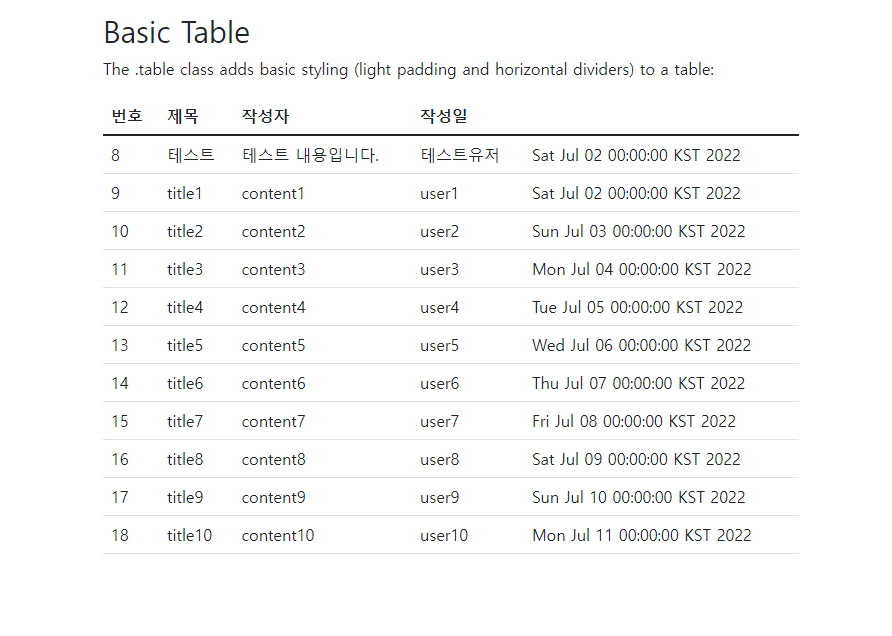 Basic Table
The .table class adds basic styling (light padding and horizontal dividers) to a table:
번호 제목 작성자 작성일
8 테스트 테스트 내용입니다. 테스트유저 Sat Jul 02 00:00:00 KST 2022
9 title1 content1 user1 Sat Jul 02 00:00:00 KST 2022
10 title2 content2 user2 Sun Jul 03 00:00:00 KST 2022
11 title3 content3 user3 Mon Jul 04 00:00:00 KST 2022
12 title4 content4 user4 Tue Jul 05 00:00:00 KST 2022
13 title5 content5 user5 Wed Jul 06 00:00:00 KST 2022
14 title6 content6 user6 Thu Jul 07 00:00:00 KST 2022
15 title7 content7 user7 Fri Jul 08 00:00:00 KST 2022
16 title8 content8 user8 Sat Jul 09 00:00:00 KST 2022
17 title9 content9 user9 Sun Jul 10 00:00:00 KST 2022
18 title10 content10 user10 Mon Jul 11 00:00:00 KST 2022